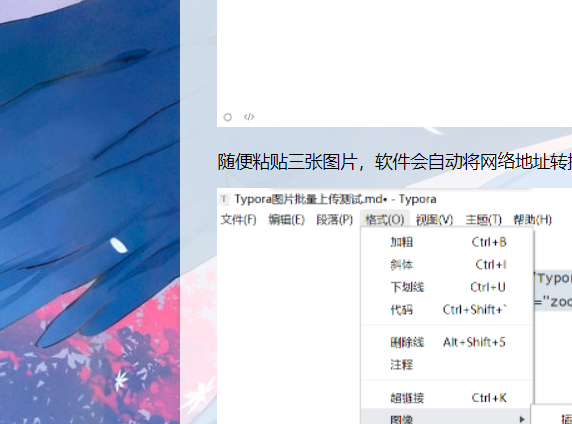 </>
随便粘贴三张图片，软件会自动将网络地址转
T Typora图片批量上传测试.md• - Typora
文件(F) 编辑(E) 段落(P) 格式(O) 视图(V) 主题(T) 帮助(H)
加粗 Ctrl+B
斜体 Ctrl+I
下划线 Ctrl+U
代码 Ctrl+Shift+`
删除线 Alt+Shift+5
注释
超链接 Ctrl+K
图像